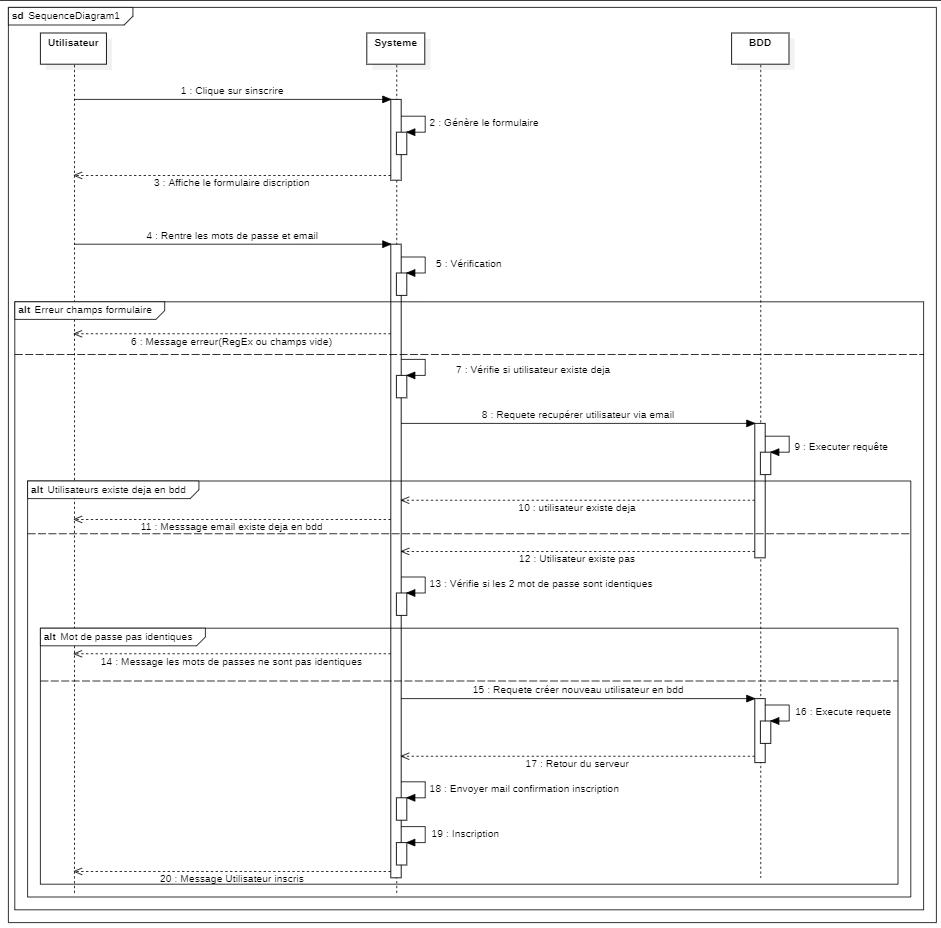 sd SequenceDiagram1
Utilisateur
Systeme
BDD
1 : Clique sur sinscrire
2 : Génère le formulaire
3 : Affiche le formulaire discription
4 : Rentre les mots de passe et email
5 : Vérification
alt Erreur champs formulaire
6 : Message erreur(RegEx ou champs vide)
7 : Vérifie si utilisateur existe deja
8 : Requete recupérer utilisateur via email
9 : Executer requête
alt Utilisateurs existe deja en bdd
10 : utilisateur existe deja
11 : Messsage email existe deja en bdd
12 : Utilisateur existe pas
13 : Vérifie si les 2 mot de passe sont identiques
alt Mot de passe pas identiques
14 : Message les mots de passes ne sont pas identiques
15 : Requete créer nouveau utilisateur en bdd
16 : Execute requete
17 : Retour du serveur
18 : Envoyer mail confirmation inscription
19 : Inscription
20 : Message Utilisateur inscris